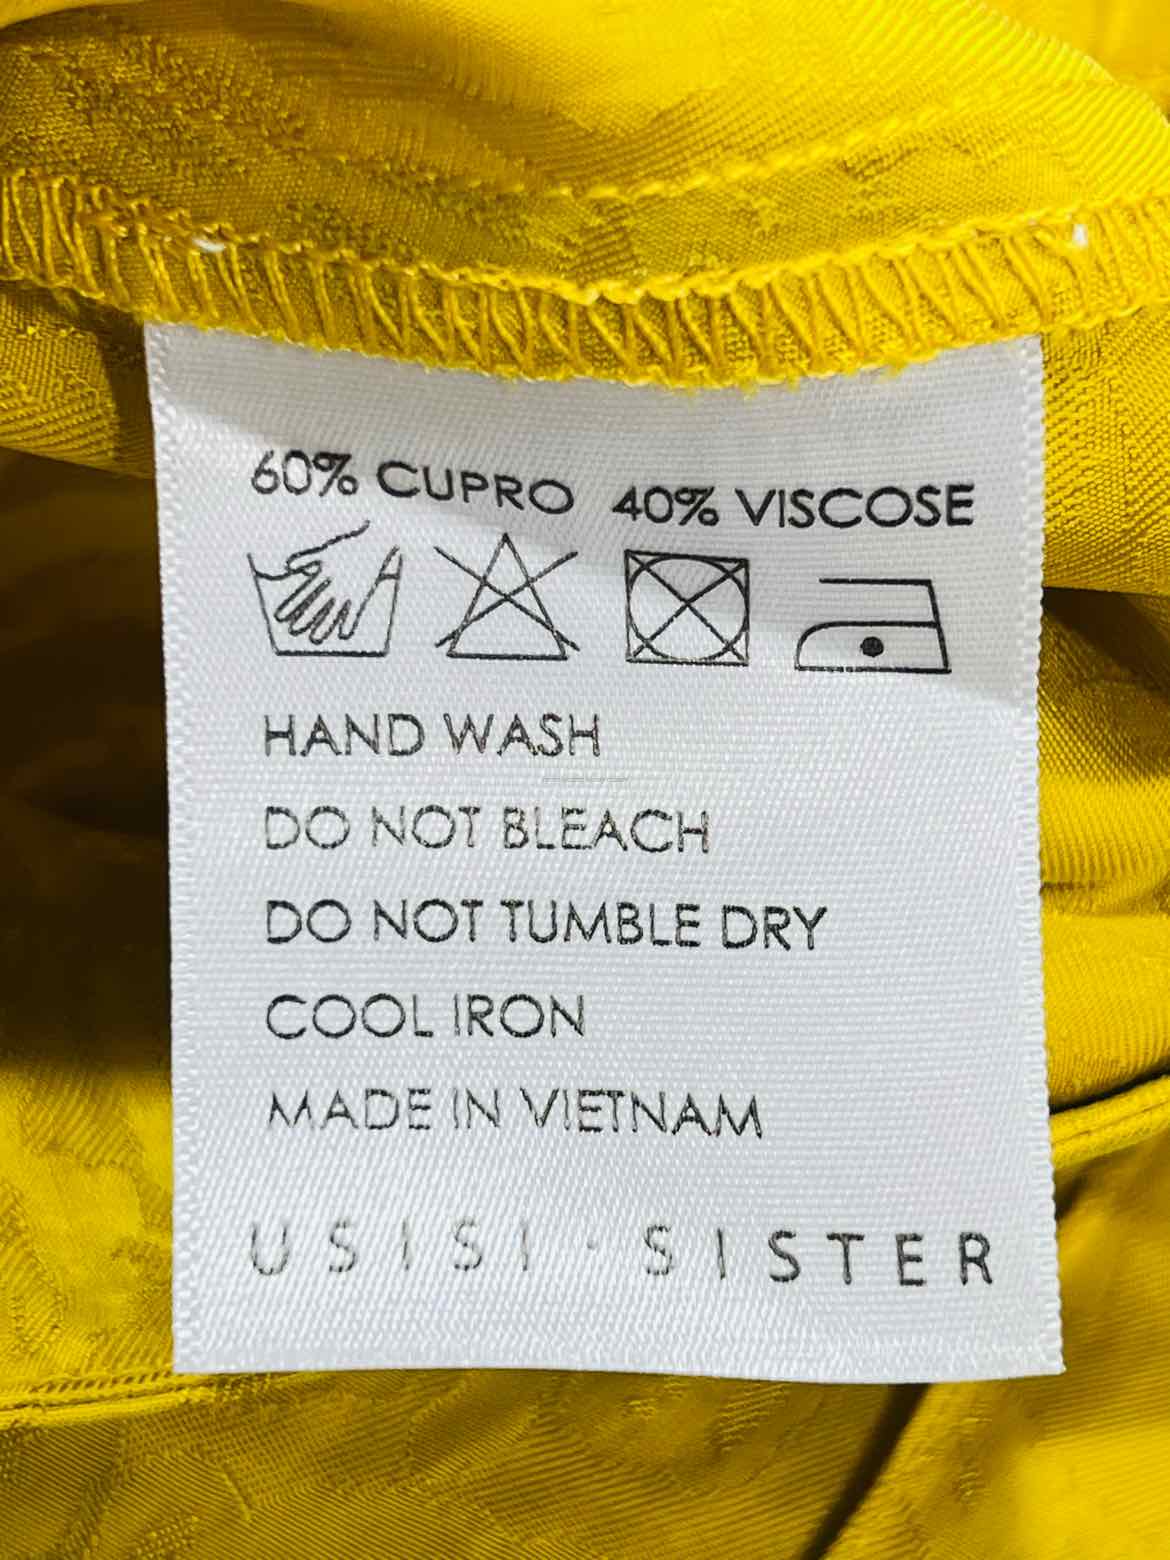 60% CUPRO 40% VISCOSE
HAND WASH
DO NOT BLEACH
DO NOT TUMBLE DRY
COOL IRON
MADE IN VIETNAM
USISI · SISTER